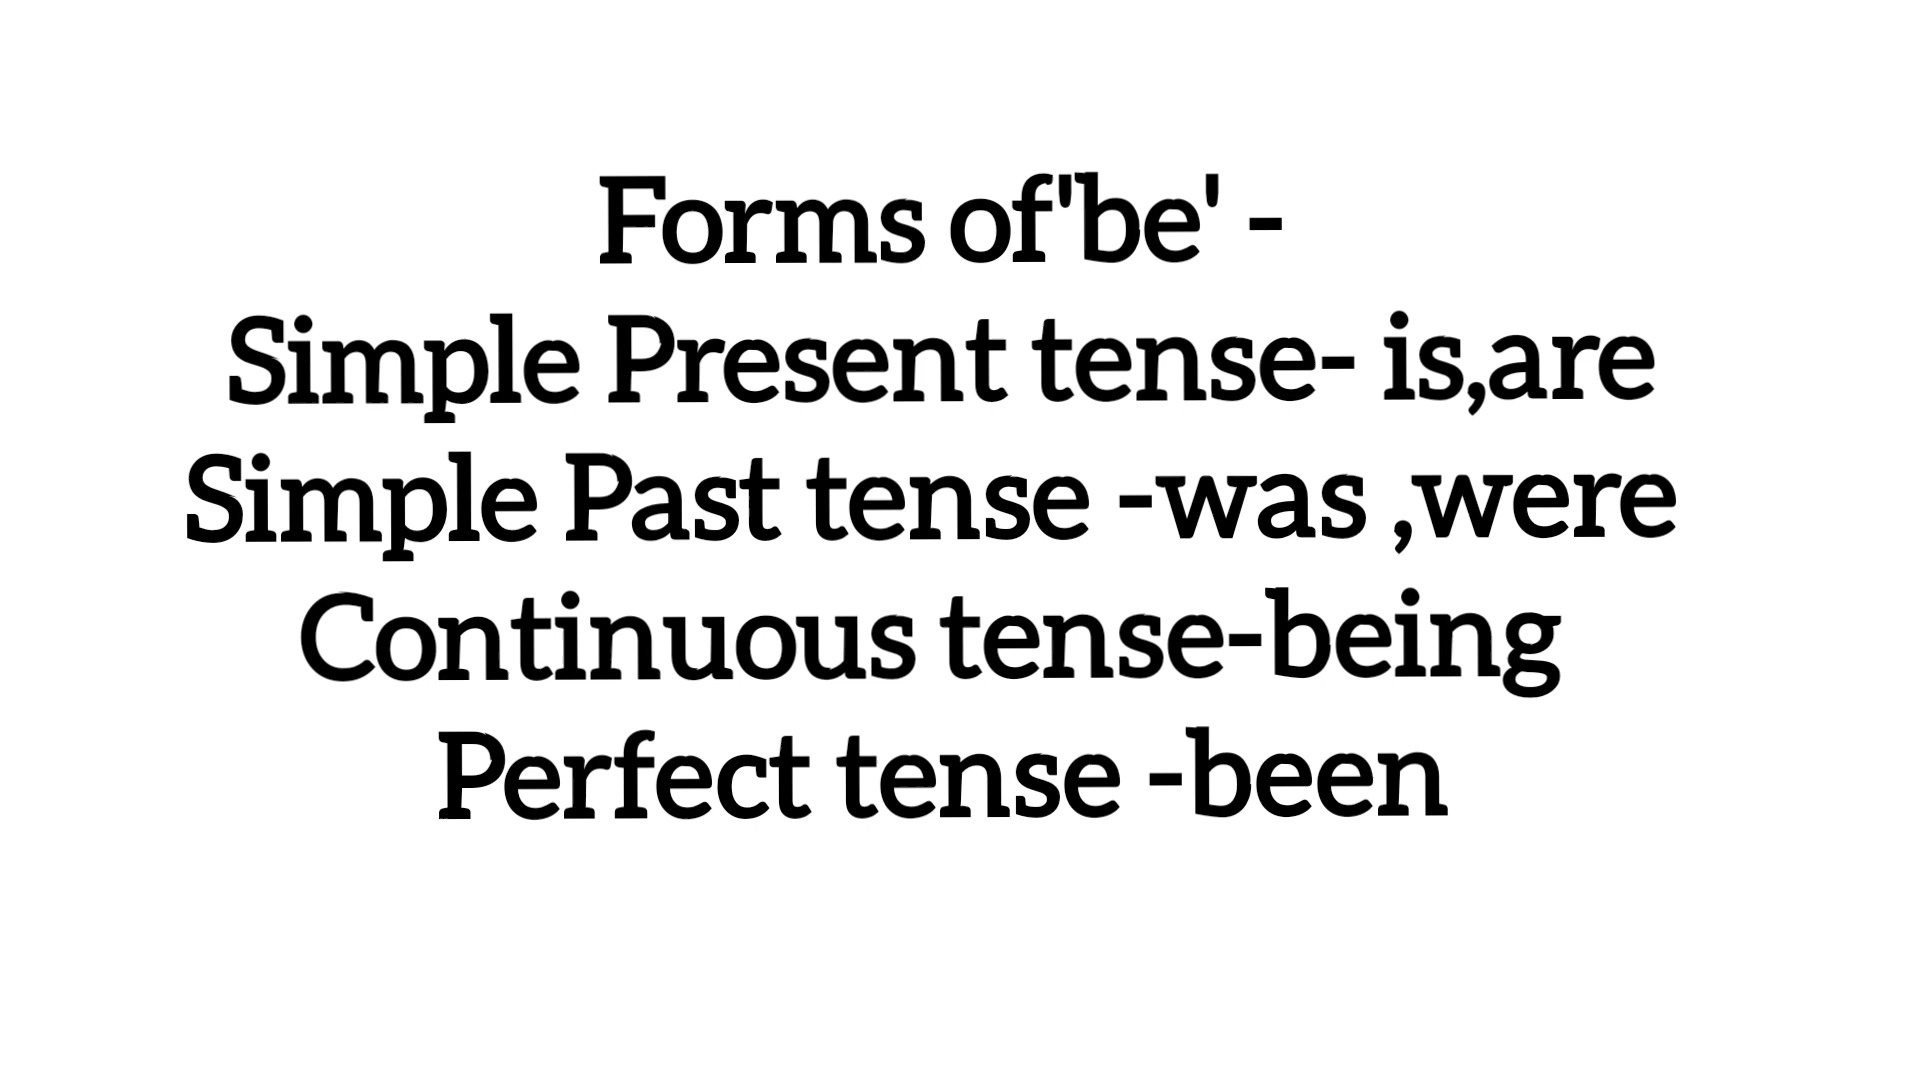 Forms of'be' -
Simple Present tense- is,are
Simple Past tense -was ,were
Continuous tense-being
Perfect tense -been